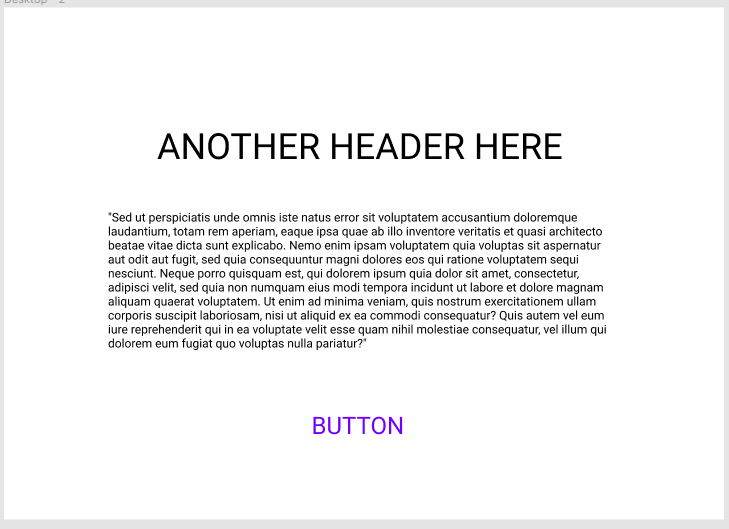 Desktop - 2
ANOTHER HEADER HERE
"Sed ut perspiciatis unde omnis iste natus error sit voluptatem accusantium doloremque
laudantium, totam rem aperiam, eaque ipsa quae ab illo inventore veritatis et quasi architecto
beatae vitae dicta sunt explicabo. Nemo enim ipsam voluptatem quia voluptas sit aspernatur
aut odit aut fugit, sed quia consequuntur magni dolores eos qui ratione voluptatem sequi
nesciunt. Neque porro quisquam est, qui dolorem ipsum quia dolor sit amet, consectetur,
adipisci velit, sed quia non numquam eius modi tempora incidunt ut labore et dolore magnam
aliquam quaerat voluptatem. Ut enim ad minima veniam, quis nostrum exercitationem ullam
corporis suscipit laboriosam, nisi ut aliquid ex ea commodi consequatur? Quis autem vel eum
iure reprehenderit qui in ea voluptate velit esse quam nihil molestiae consequatur, vel illum qui
dolorem eum fugiat quo voluptas nulla pariatur?"
BUTTON